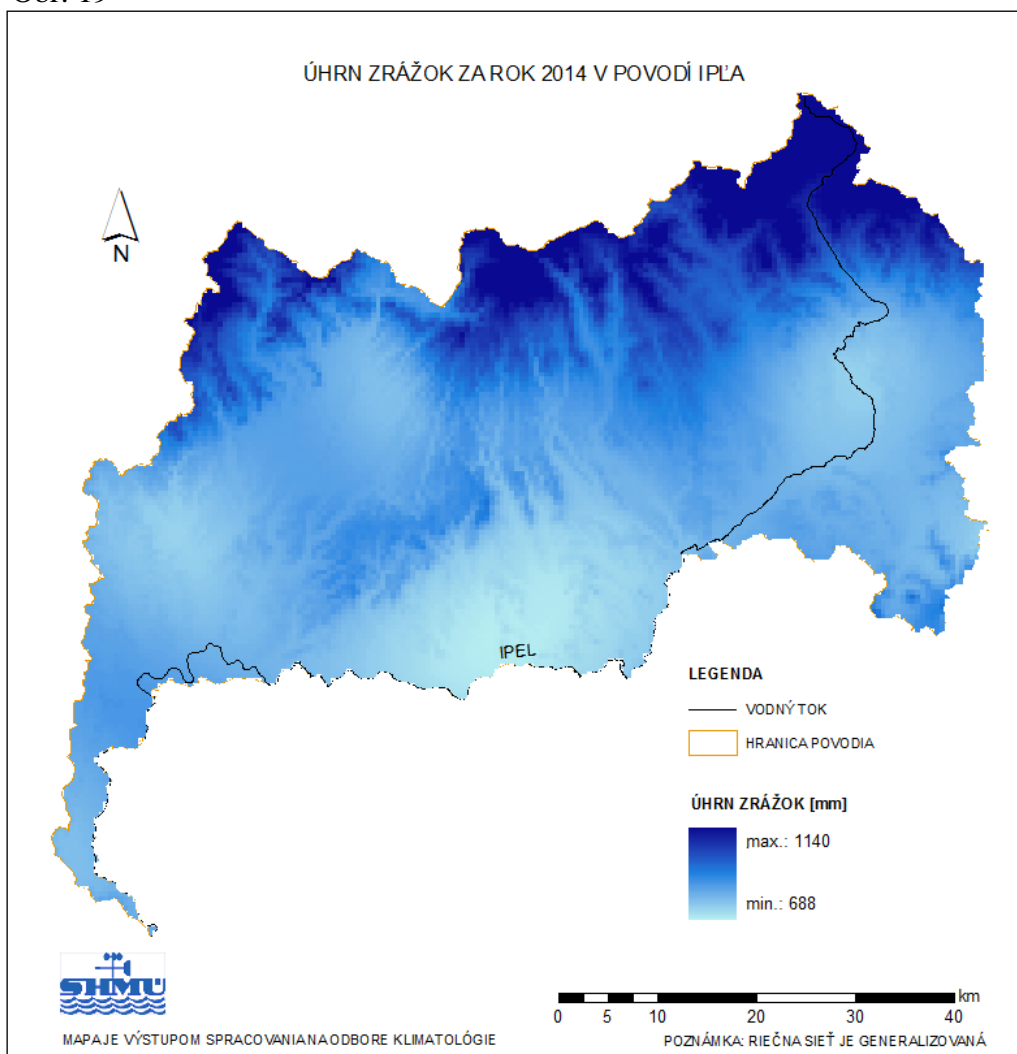 Obr. 19
ÚHRN ZRÁŽOK ZA ROK 2014 V POVODÍ IPĽA
N
IPEL
LEGENDA
VODNÝ TOK
HRANICA POVODIA
ÚHRN ZRÁŽOK [mm]
max.: 1140
min.: 688
SHMÚ
km
0 5 10 20 30 40
MAPA JE VÝSTUPOM SPRACOVANIA NA ODBORE KLIMATOLÓGIE
POZNÁMKA: RIEČNA SIEŤ JE GENERALIZOVANÁ